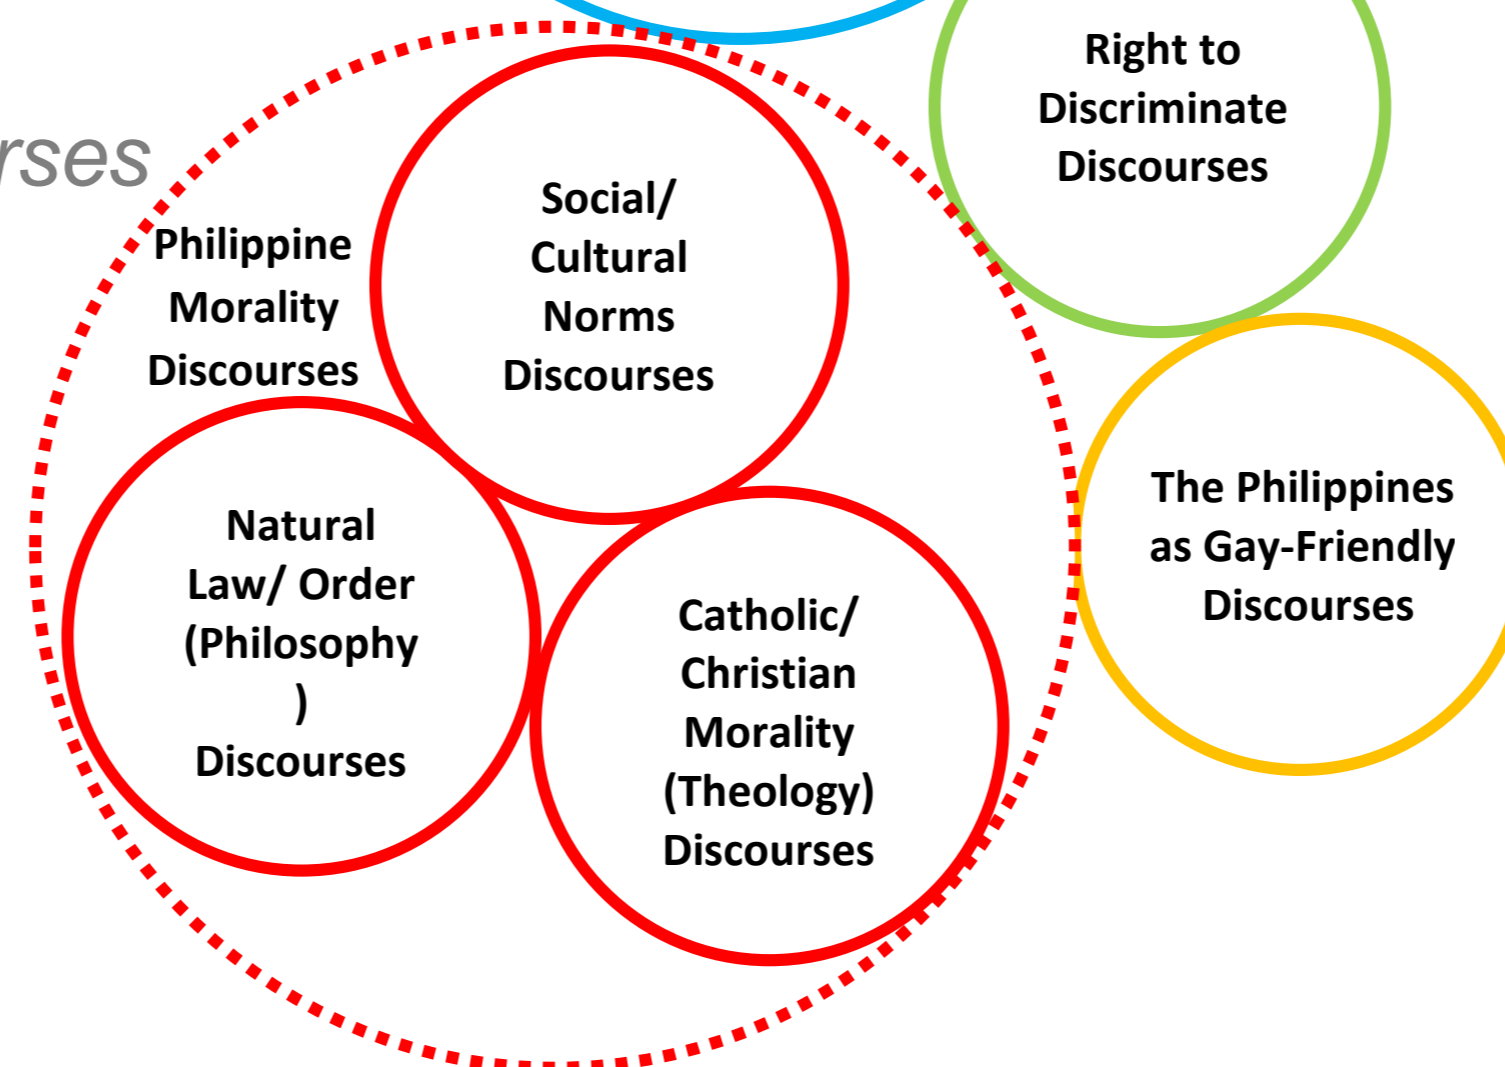 Right to
Discriminate
Discourses
Philippine
Morality
Discourses
Social/
Cultural
Norms
Discourses
Natural
Law/ Order
(Philosophy
)
Discourses
Catholic/
Christian
Morality
(Theology)
Discourses
The Philippines
as Gay-Friendly
Discourses